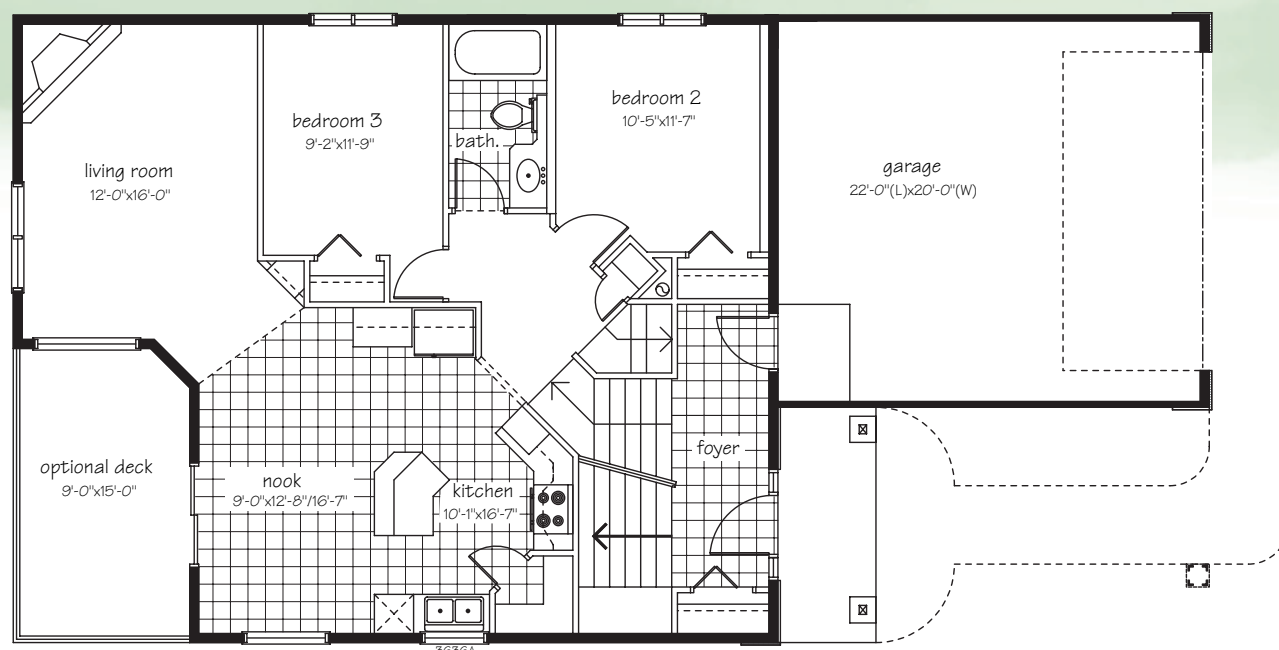 living room
12'-0"x16'-0"
bedroom 3
9'-2"x11'-9"
bath.
bedroom 2
10'-5"x11'-7"
garage
22'-0"(L)x20'-0"(W)
optional deck
9'-0"x15'-0"
nook
9'-0"x12'-8"/16'-7"
kitchen
10'-1"x16'-7"
foyer